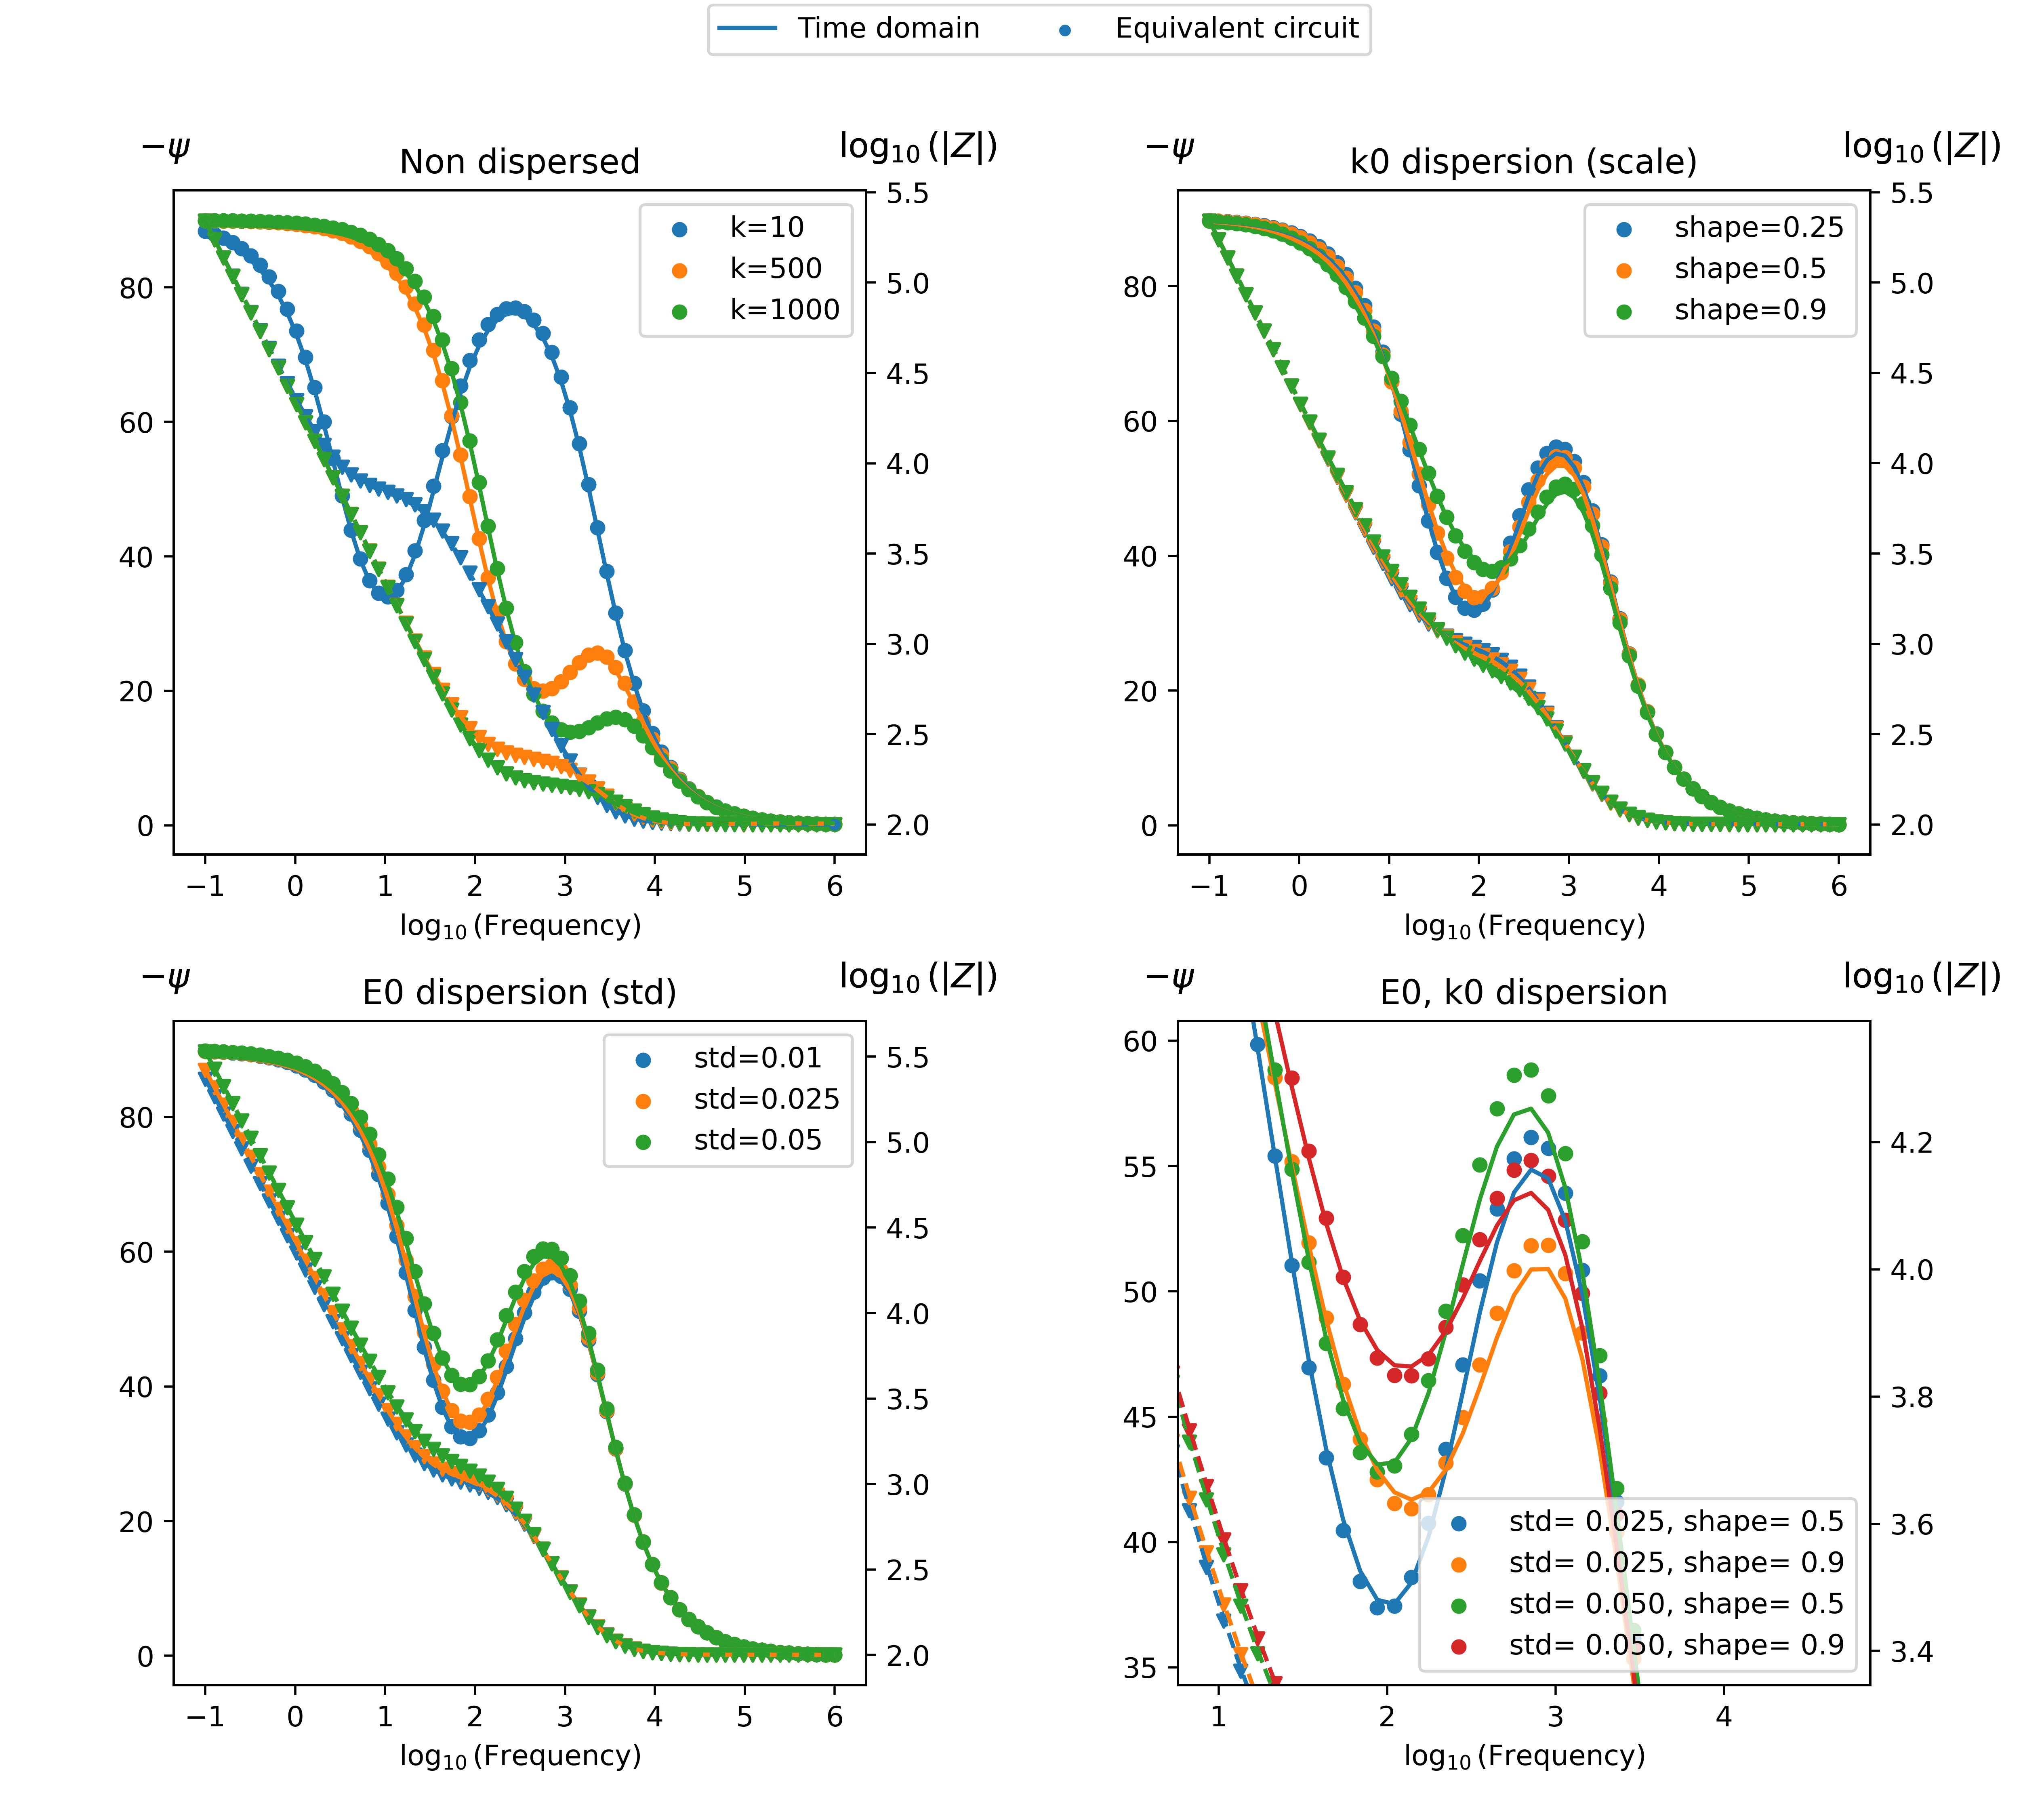 Time domain Equivalent circuit
−ψ Non dispersed log10(|Z|)
k=10
k=500
k=1000
80
60
40
20
0
5.5
5.0
4.5
4.0
3.5
3.0
2.5
2.0
−1 0 1 2 3 4 5 6
log10(Frequency)
−ψ k0 dispersion (scale) log10(|Z|)
shape=0.25
shape=0.5
shape=0.9
80
60
40
20
0
5.5
5.0
4.5
4.0
3.5
3.0
2.5
2.0
−1 0 1 2 3 4 5 6
log10(Frequency)
−ψ E0 dispersion (std) log10(|Z|)
std=0.01
std=0.025
std=0.05
80
60
40
20
0
5.5
5.0
4.5
4.0
3.5
3.0
2.5
2.0
−1 0 1 2 3 4 5 6
log10(Frequency)
−ψ E0, k0 dispersion log10(|Z|)
60
55
50
45
40
35
4.2
4.0
3.8
3.6
3.4
std= 0.025, shape= 0.5
std= 0.025, shape= 0.9
std= 0.050, shape= 0.5
std= 0.050, shape= 0.9
1 2 3 4
log10(Frequency)